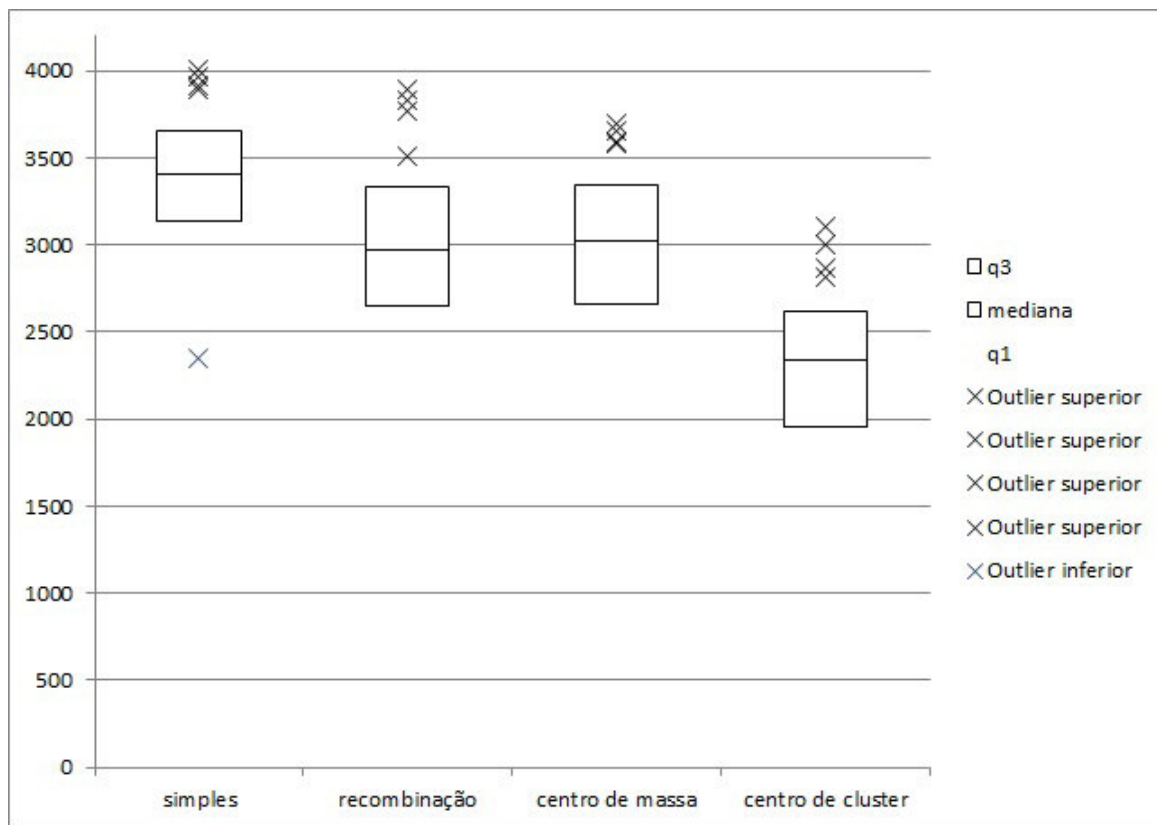 4000
3500
3000
2500
2000
1500
1000
500
0
simples
recombinação
centro de massa
centro de cluster
q3
mediana
q1
Outlier superior
Outlier superior
Outlier superior
Outlier superior
Outlier inferior